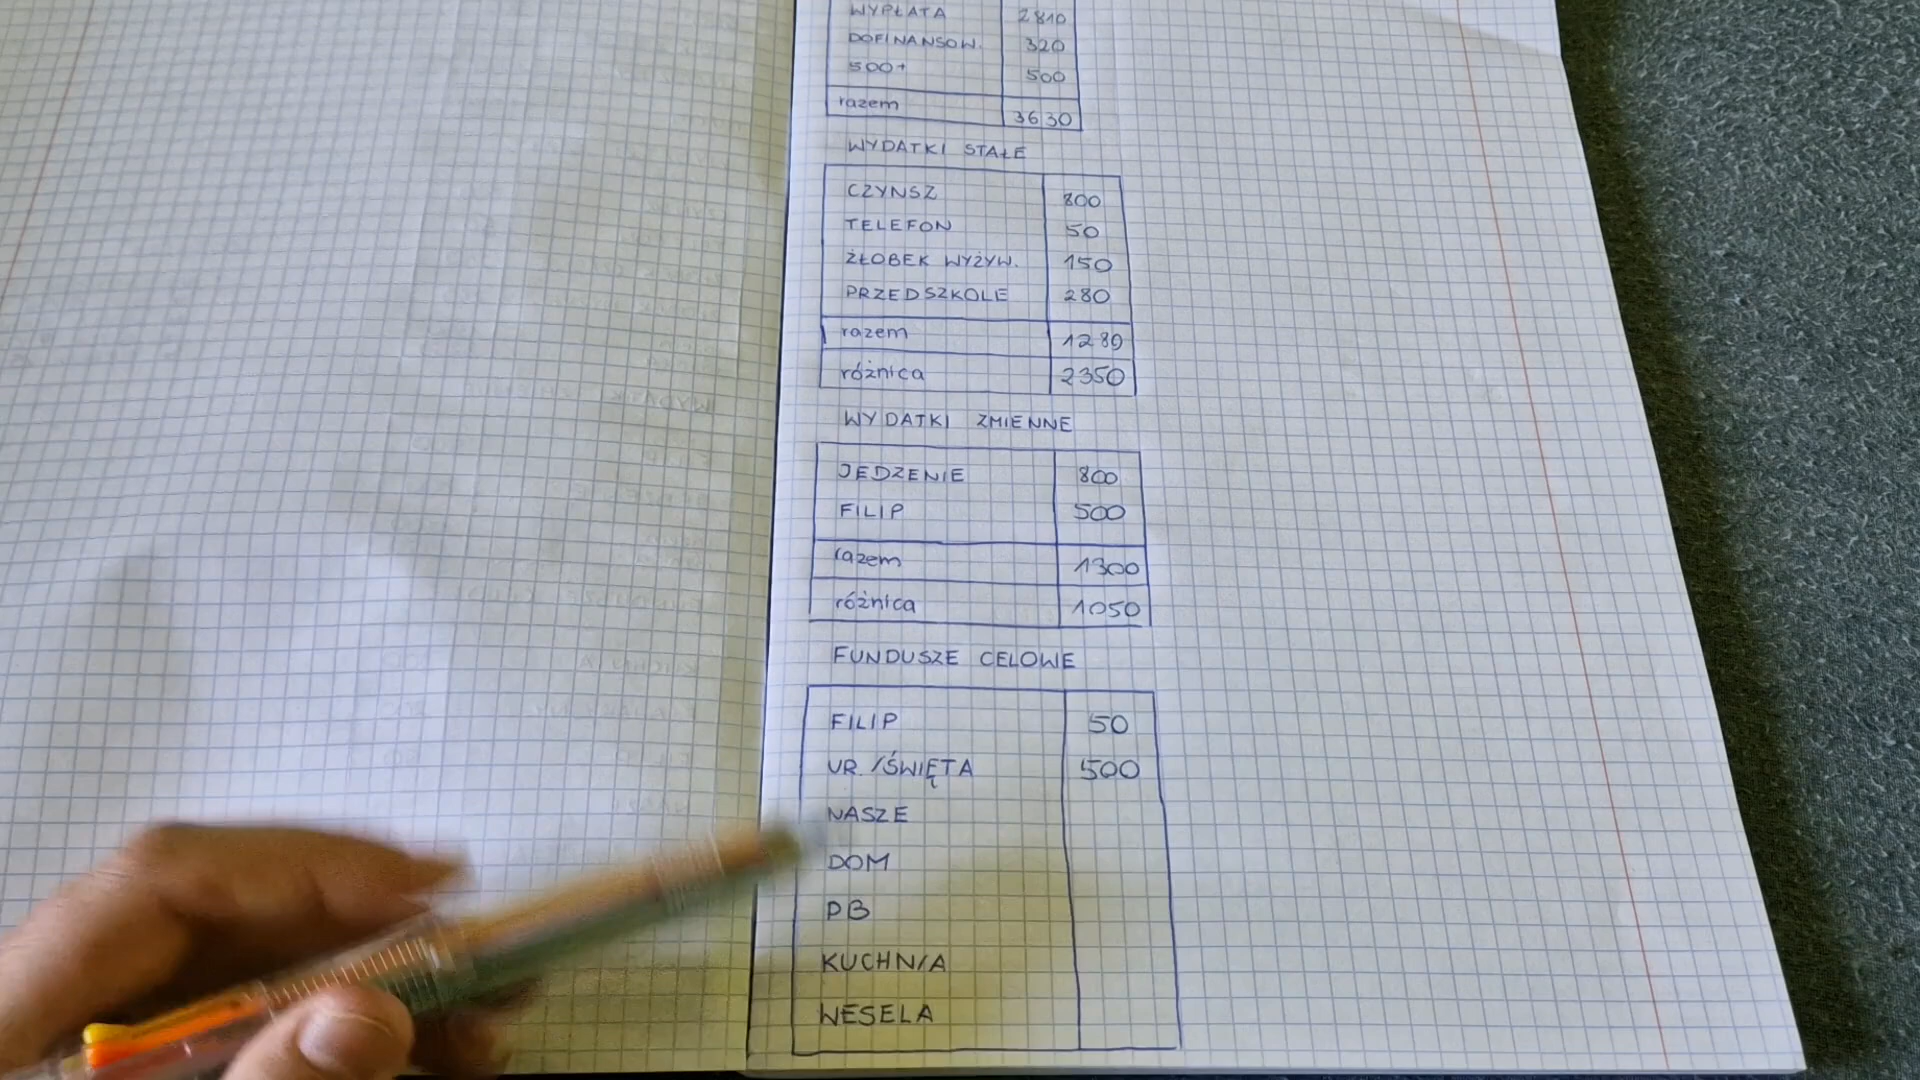 WYPŁATA 2810
DOFINANSOW. 320
500+ 500
razem 3630
WYDATKI STAŁE
CZYNSZ 800
TELEFON 50
ŻŁOBEK WYŻYW. 150
PRZEDSZKOLE 280
razem 1280
różnica 2350
WYDATKI ZMIENNE
JEDZENIE 800
FILIP 500
razem 1300
różnica 1050
FUNDUSZE CELOWE
FILIP 50
UR./ŚWIĘTA 500
NASZE
DOM
PB
KUCHNIA
WESELA